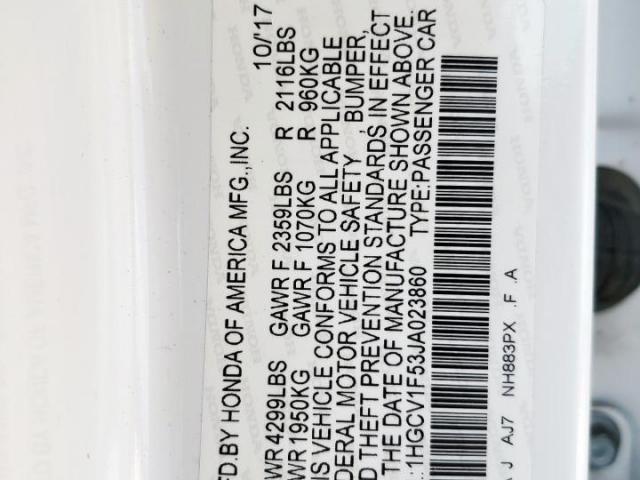 FD.BY HONDA OF AMERICA MFG.,INC. 10/'17
WR 4299LBS GAWR F 2359LBS R 2116LBS
WR 1950KG GAWR F 1070KG R 960KG
IS VEHICLE CONFORMS TO ALL APPLICABLE
DERAL MOTOR VEHICLE SAFETY, BUMPER,
D THEFT PREVENTION STANDARDS IN EFFECT
THE DATE OF MANUFACTURE SHOWN ABOVE.
.:1HGCV1F53JA023860 TYPE:PASSENGER CAR
A J AJ7 NH883PX .F .A